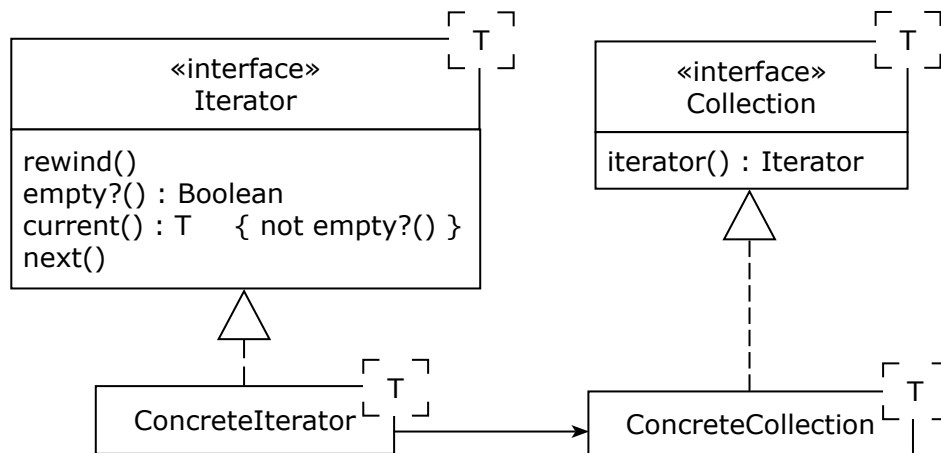 T
«interface»
Iterator
rewind()
empty?() : Boolean
current() : T { not empty?() }
next()
T
«interface»
Collection
iterator() : Iterator
T
ConcreteIterator
T
ConcreteCollection